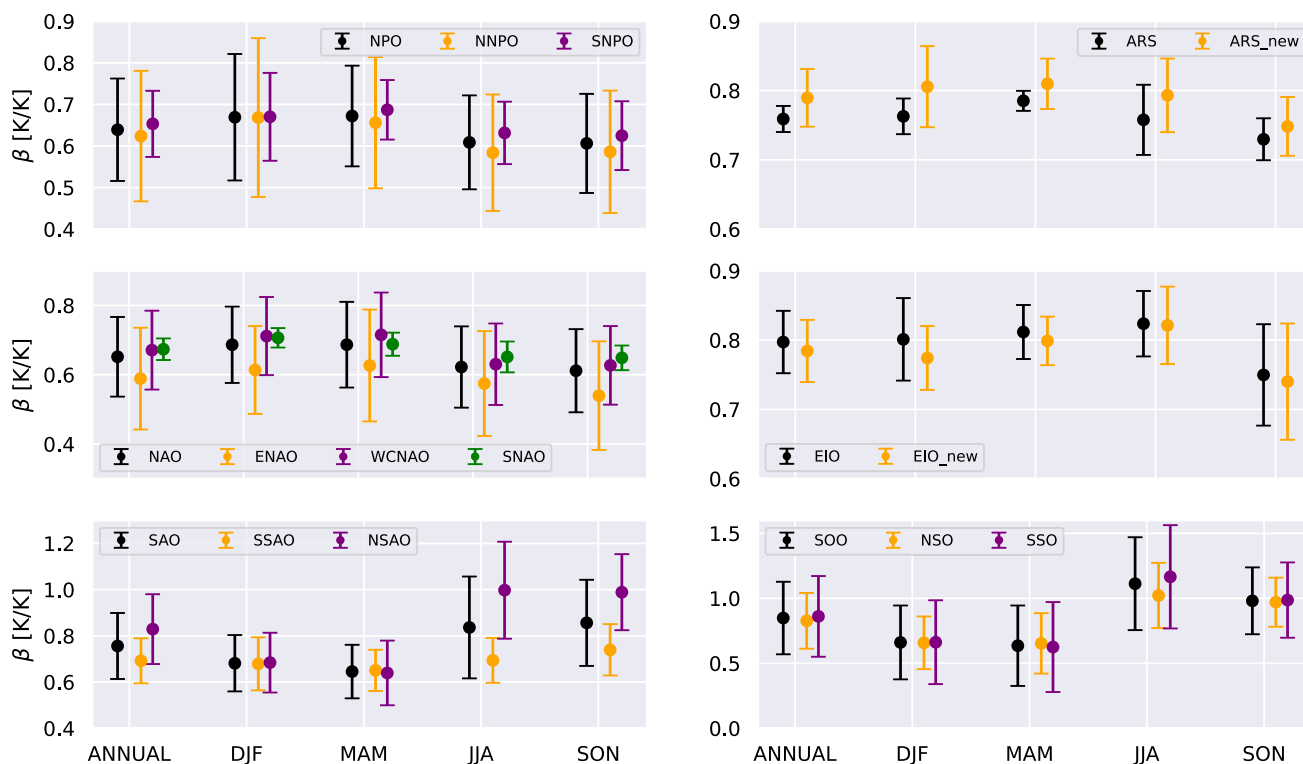 0.9
0.8
0.7
0.6
0.5
0.4
β [K/K]
NPO NNPO SNPO
0.9
0.8
0.7
0.6
ARS ARS_new
0.8
0.6
0.4
β [K/K]
NAO ENAO WCNAO SNAO
0.9
0.8
0.7
0.6
EIO EIO_new
1.2
1.0
0.8
0.6
0.4
β [K/K]
SAO SSAO NSAO
ANNUAL DJF MAM JJA SON
1.5
1.0
0.5
0.0
SOO NSO SSO
ANNUAL DJF MAM JJA SON